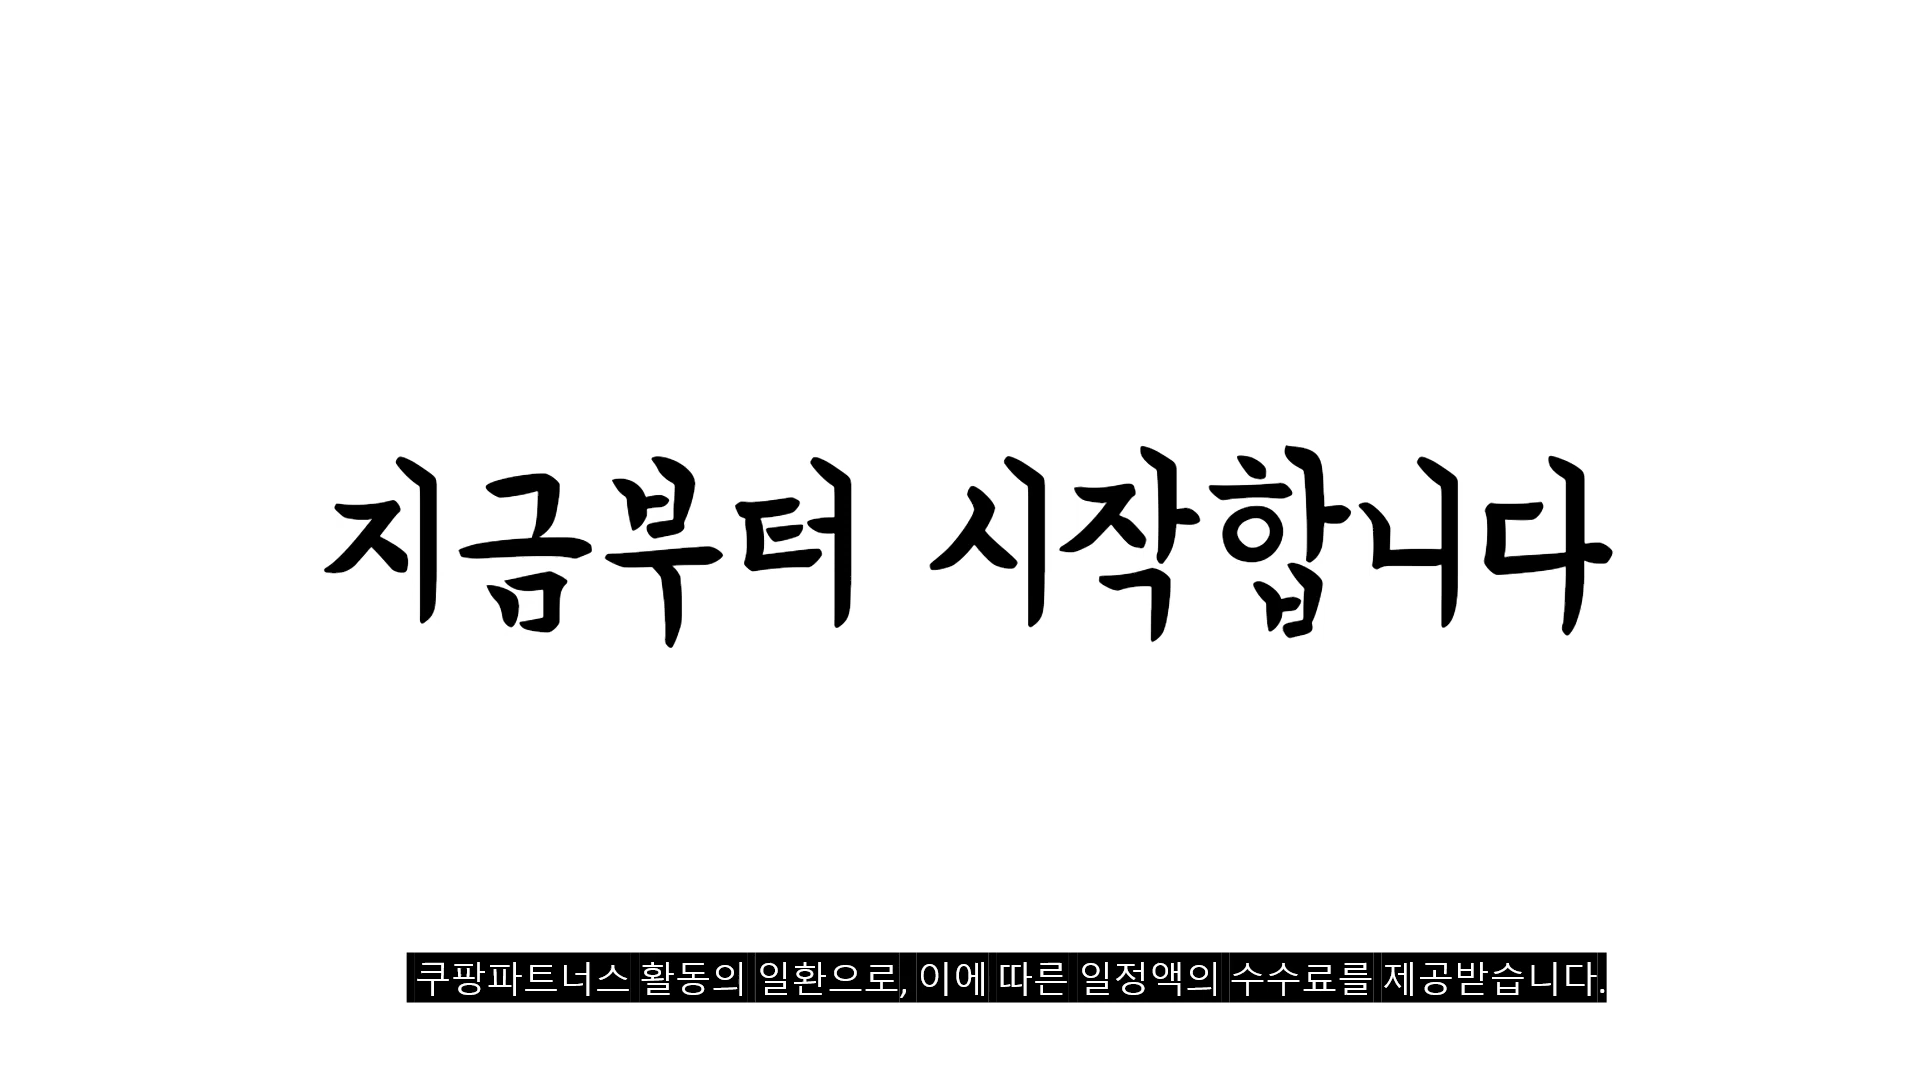 지금부터 시작합니다
쿠팡파트너스 활동의 일환으로, 이에 따른 일정액의 수수료를 제공받습니다.